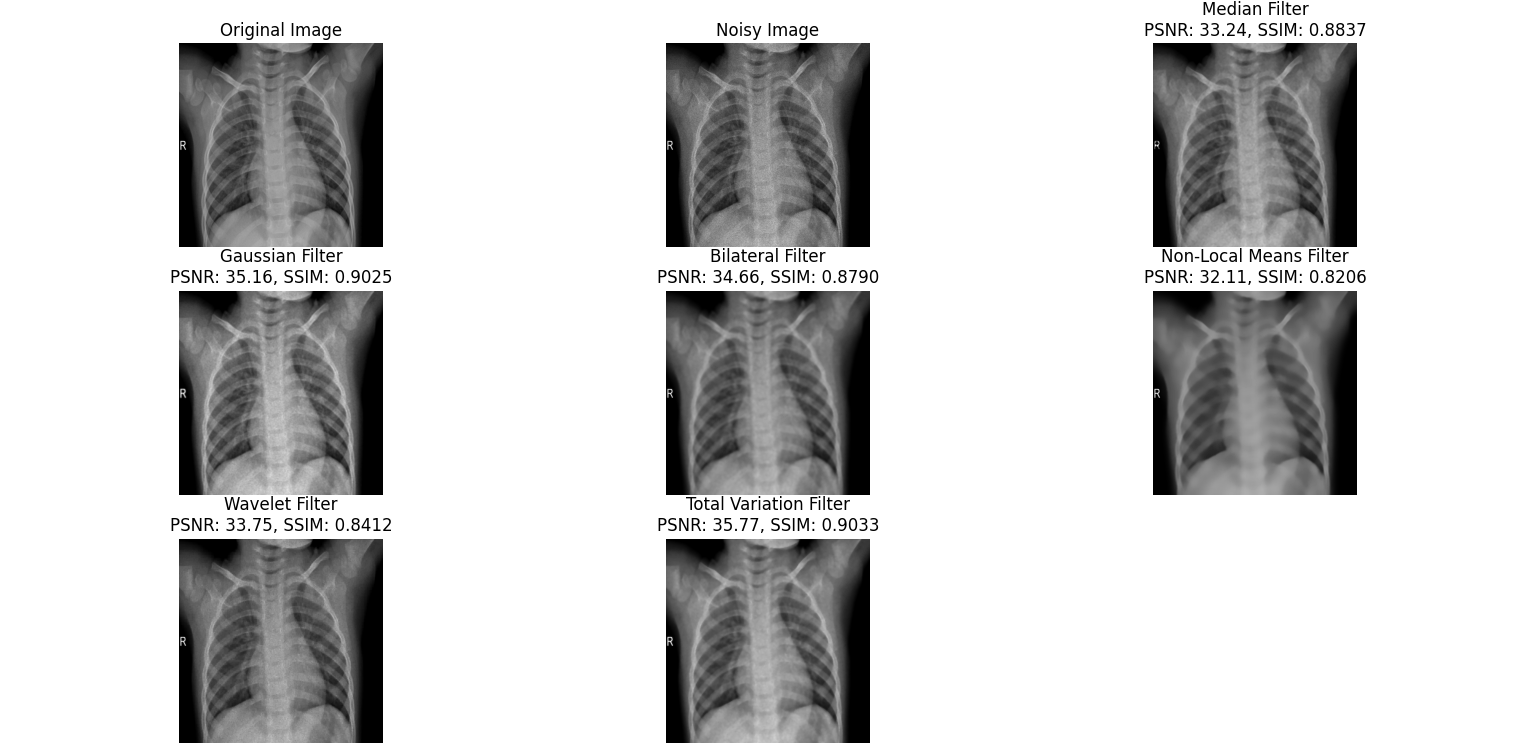 Original Image
Noisy Image
Median Filter
PSNR: 33.24, SSIM: 0.8837
R
R
R
Gaussian Filter
PSNR: 35.16, SSIM: 0.9025
Bilateral Filter
PSNR: 34.66, SSIM: 0.8790
Non-Local Means Filter
PSNR: 32.11, SSIM: 0.8206
R
R
R
Wavelet Filter
PSNR: 33.75, SSIM: 0.8412
Total Variation Filter
PSNR: 35.77, SSIM: 0.9033
R
R